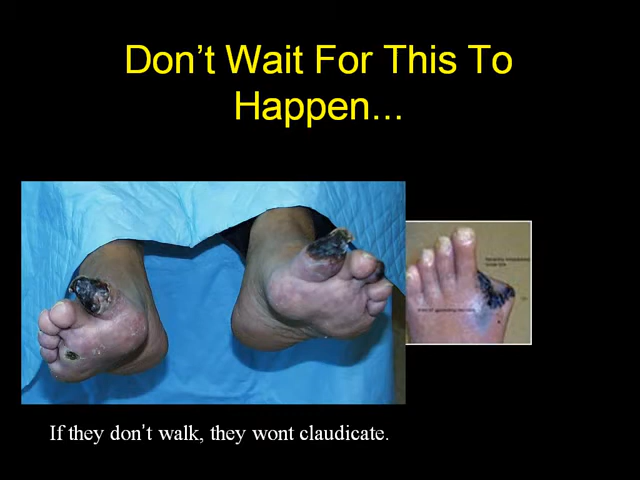 Don’t Wait For This To
Happen...
If they don’t walk, they wont claudicate.